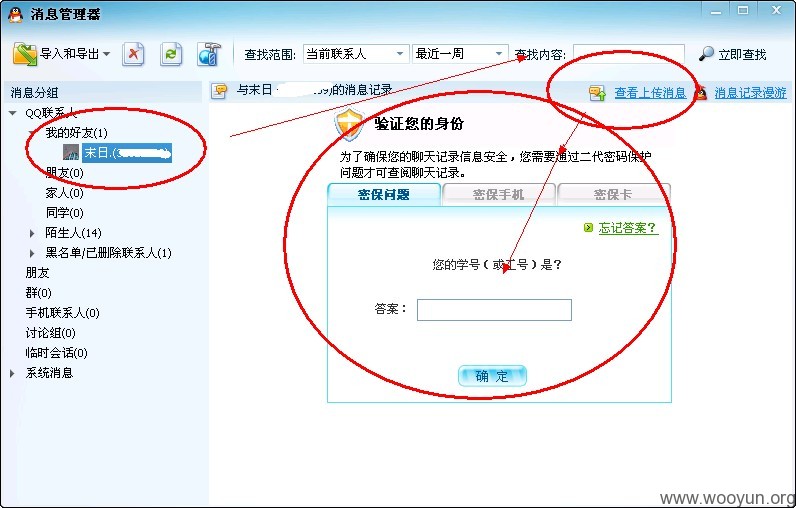 消息管理器
导入和导出
查找范围: 当前联系人 最近一周 查找内容: 立即查找
消息分组
与末日 59)的消息记录 查看上传消息 消息记录漫游
QQ联系人
我的好友(1)
末日.(
朋友(0)
家人(0)
同学(0)
陌生人(14)
黑名单/已删除联系人(1)
朋友
群(0)
手机联系人(0)
讨论组(0)
临时会话(0)
系统消息
验证您的身份
为了确保您的聊天记录信息安全，您需要通过二代密码保护
问题才可查阅聊天记录。
密保问题 密保手机 密保卡
忘记答案？
您的学号（或工号）是？
答案：
确 定
www.wooyun.org